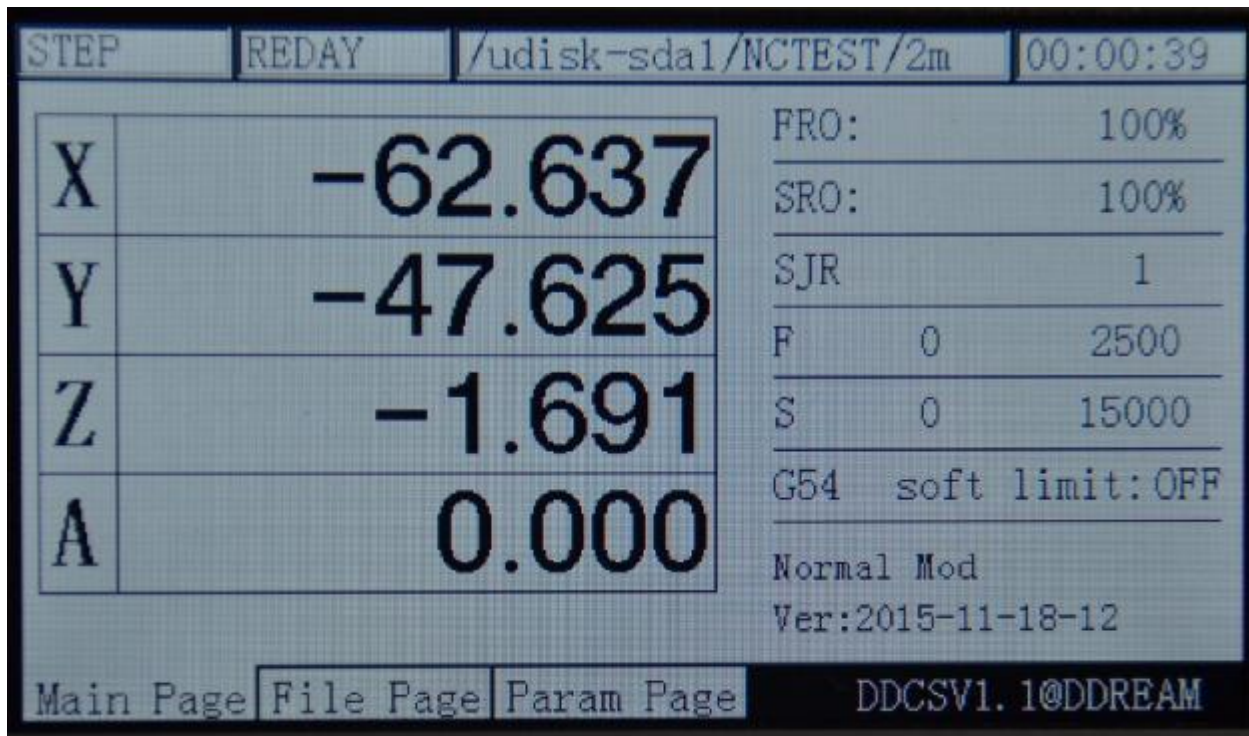 STEP REDAY /udisk-sda1/NCTEST/2m 00:00:39
X -62.637
Y -47.625
Z -1.691
A 0.000
FRO: 100%
SRO: 100%
SJR 1
F 0 2500
S 0 15000
G54 soft limit:OFF
Normal Mod
Ver:2015-11-18-12
Main Page File Page Param Page DDCSV1.1@DDREAM